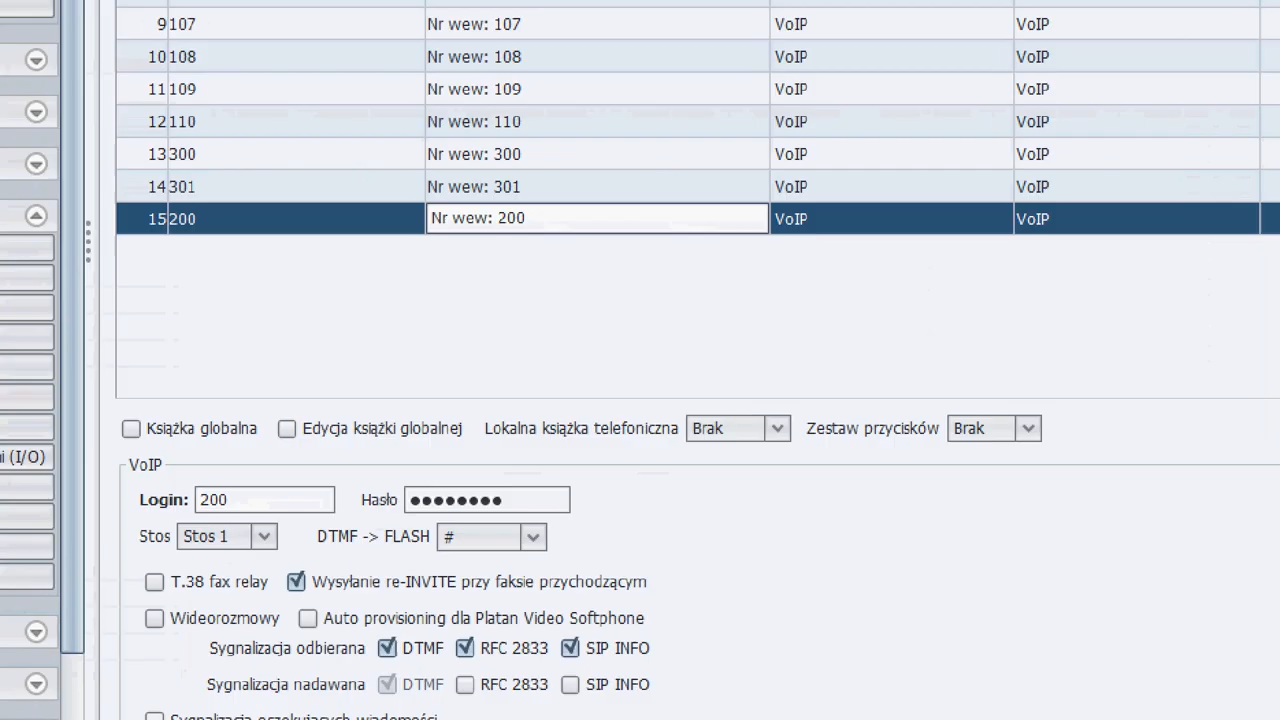 9 107 Nr wew: 107 VoIP VoIP
10 108 Nr wew: 108 VoIP VoIP
11 109 Nr wew: 109 VoIP VoIP
12 110 Nr wew: 110 VoIP VoIP
13 300 Nr wew: 300 VoIP VoIP
14 301 Nr wew: 301 VoIP VoIP
15 200 Nr wew: 200 VoIP VoIP
Książka globalna Edycja książki globalnej Lokalna książka telefoniczna Brak Zestaw przycisków Brak
i (I/O)
VoIP
Login: 200 Hasło ●●●●●●●●
Stos Stos 1 DTMF -> FLASH #
T.38 fax relay Wysyłanie re-INVITE przy faksie przychodzącym
Wideorozmowy Auto provisioning dla Platan Video Softphone
Sygnalizacja odbierana DTMF RFC 2833 SIP INFO
Sygnalizacja nadawana DTMF RFC 2833 SIP INFO
Sygnalizacja oczekujących wiadomości